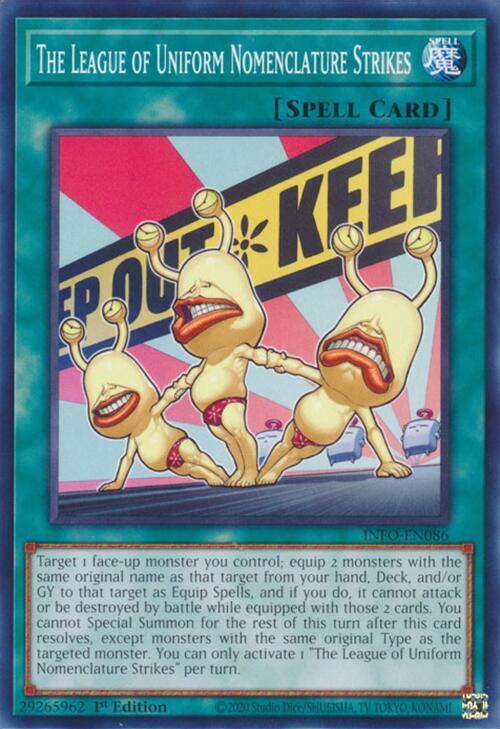 THE LEAGUE OF UNIFORM NOMENCLATURE STRIKES
SPELL
魔
[SPELL CARD]
EP OUT KEEP
INFO-EN086
Target 1 face-up monster you control; equip 2 monsters with the
same original name as that target from your hand, Deck, and/or
GY to that target as Equip Spells, and if you do, it cannot attack
or be destroyed by battle while equipped with those 2 cards. You
cannot Special Summon for the rest of this turn after this card
resolves, except monsters with the same original Type as the
targeted monster. You can only activate 1 "The League of Uniform
Nomenclature Strikes" per turn.
29265962 1st Edition ©2020 Studio Dice/SHUEISHA, TV TOKYO, KONAMI